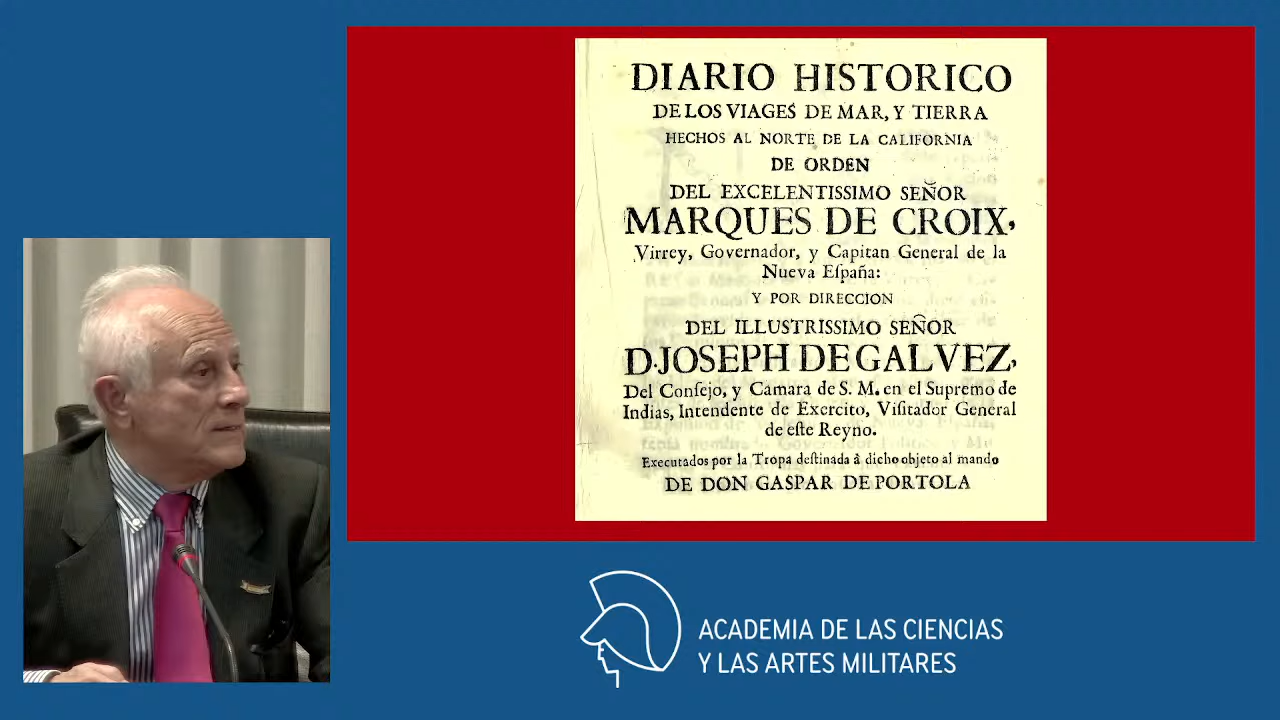 DIARIO HISTORICO
DE LOS VIAGES DE MAR, Y TIERRA
HECHOS AL NORTE DE LA CALIFORNIA
DE ORDEN
DEL EXCELENTISSIMO SEÑOR
MARQUES DE CROIX,
Virrey, Governador, y Capitan General de la
Nueva Eſpaña:
Y POR DIRECCION
DEL ILLUSTRISSIMO SEÑOR
D. JOSEPH DE GALVEZ,
Del Conſejo, y Camara de S. M. en el Supremo de
Indias, Intendente de Exercito, Viſitador General
de eſte Reyno.
Executados por la Tropa deſtinada â dicho objeto al mando
DE DON GASPAR DE PORTOLA
ACADEMIA DE LAS CIENCIAS
Y LAS ARTES MILITARES